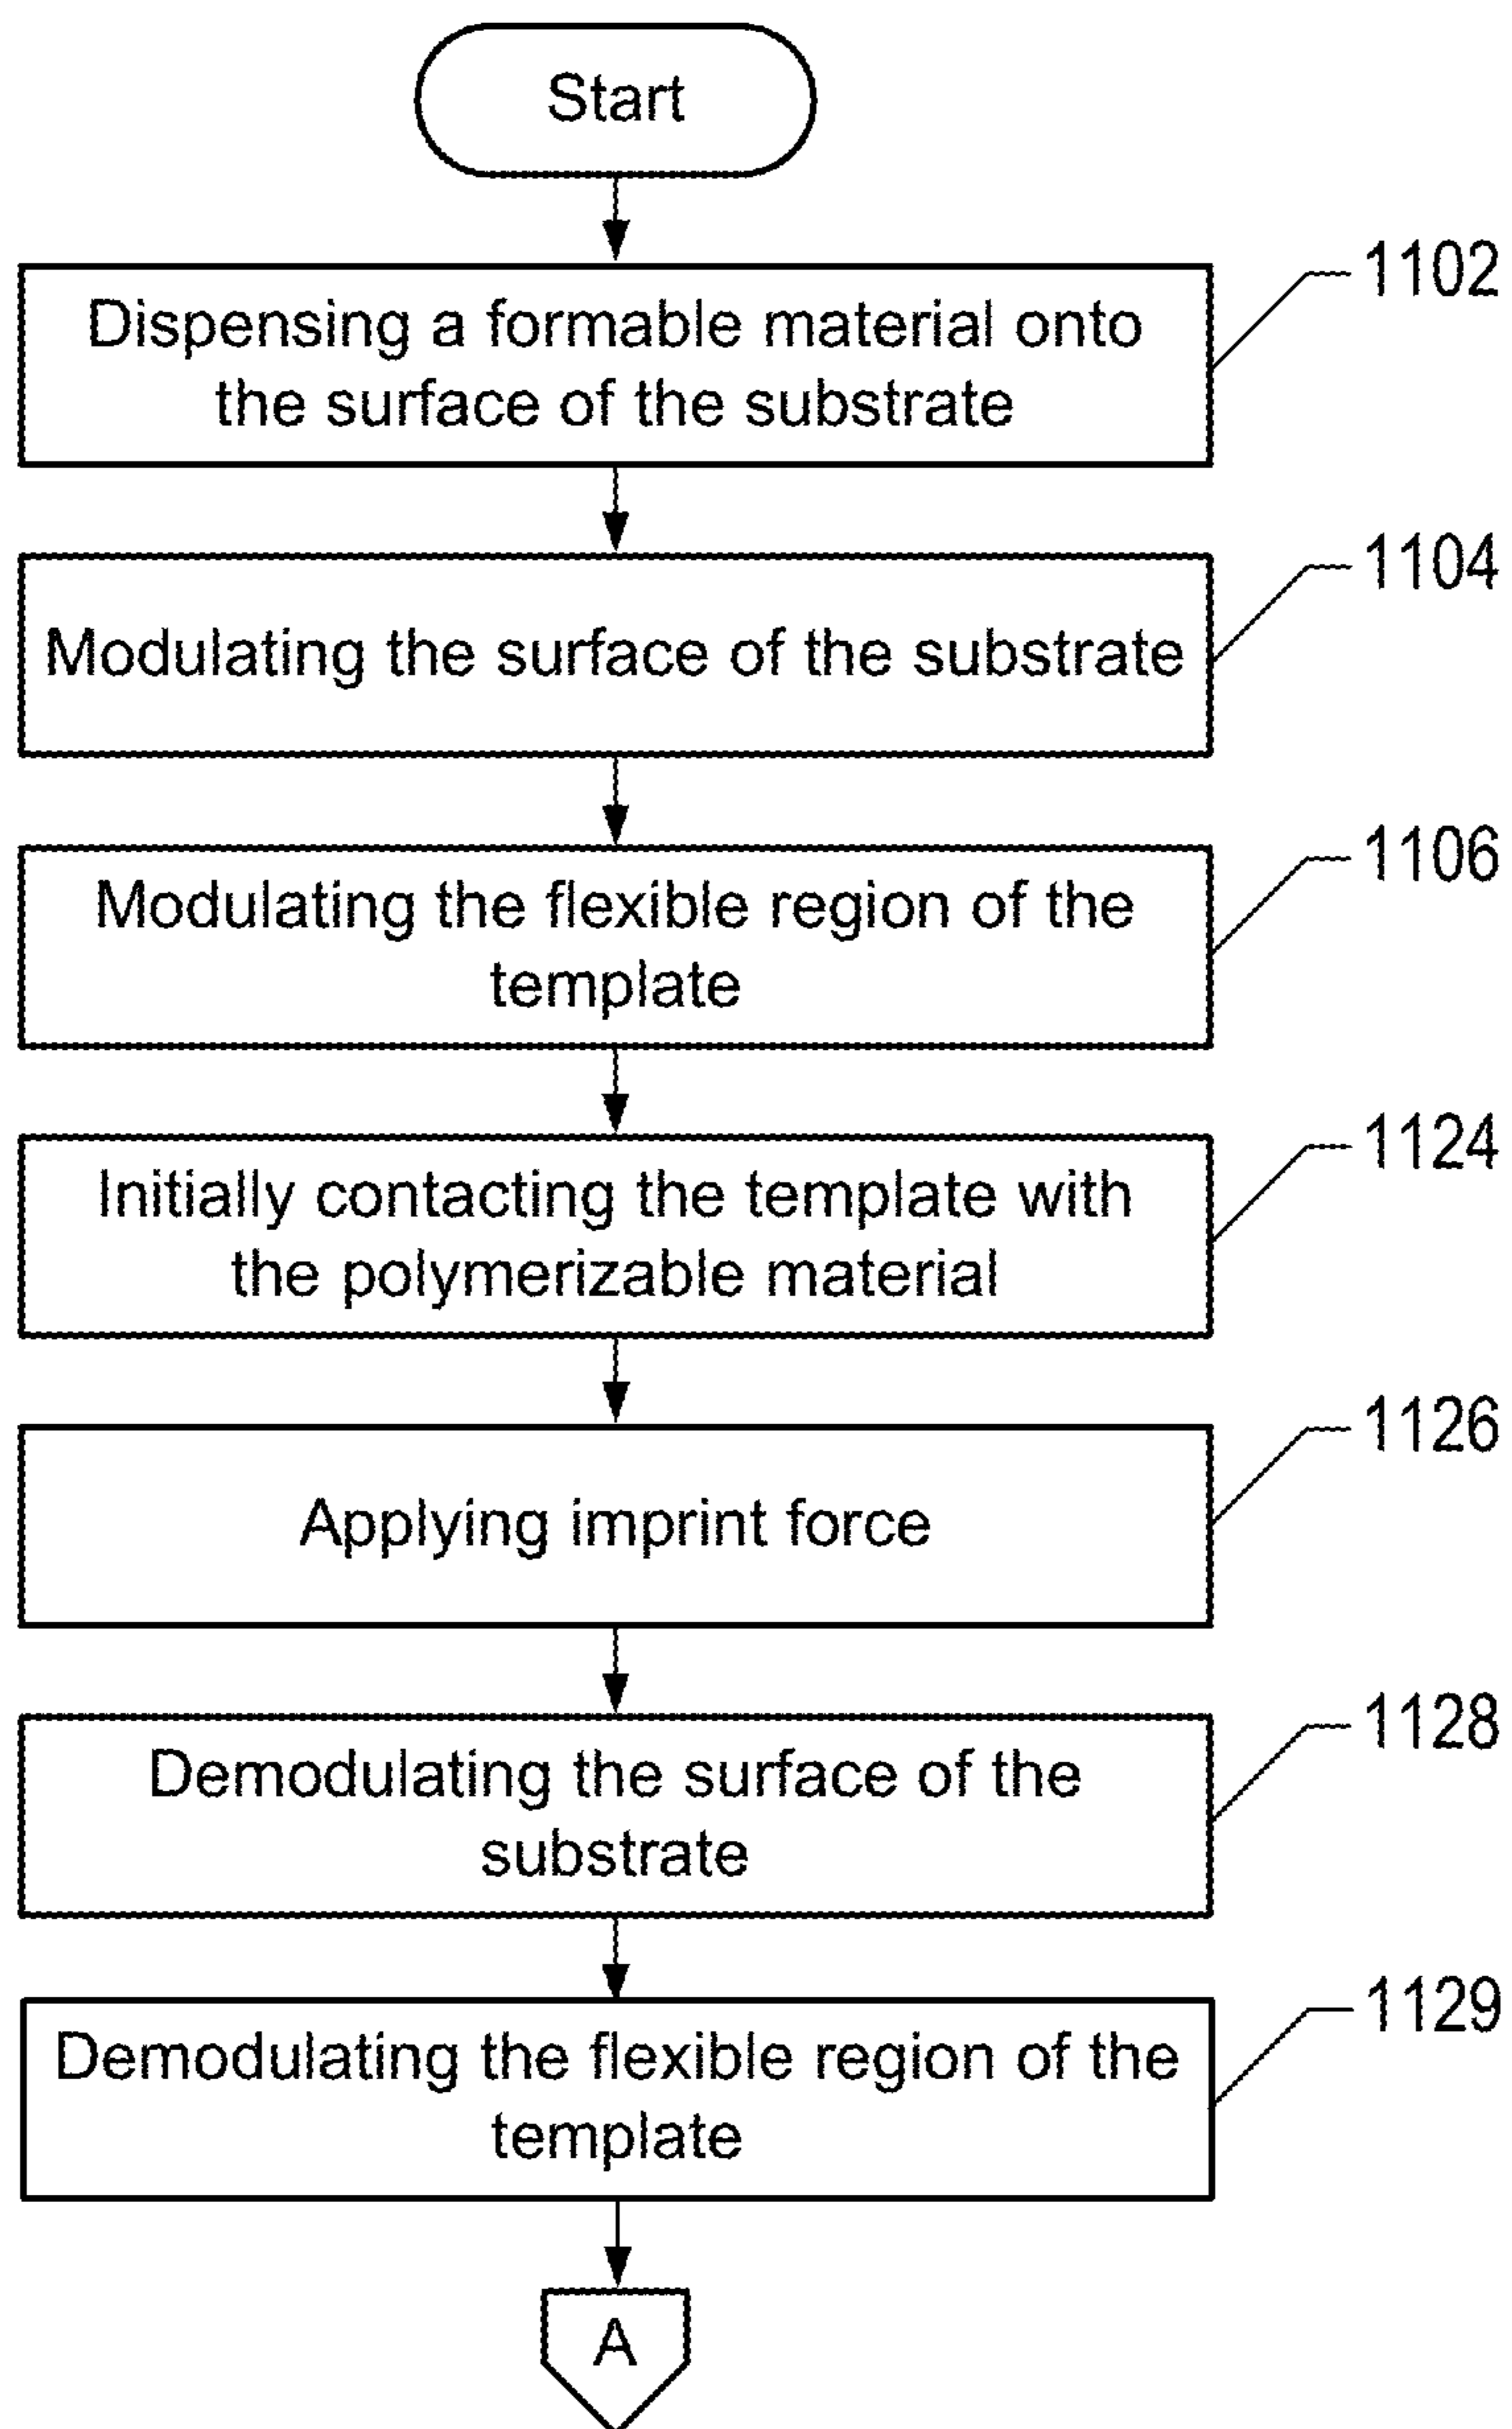 Start
1102
Dispensing a formable material onto
the surface of the substrate
1104
Modulating the surface of the substrate
1106
Modulating the flexible region of the
template
1124
Initially contacting the template with
the polymerizable material
1126
Applying imprint force
1128
Demodulating the surface of the
substrate
1129
Demodulating the flexible region of the
template
A